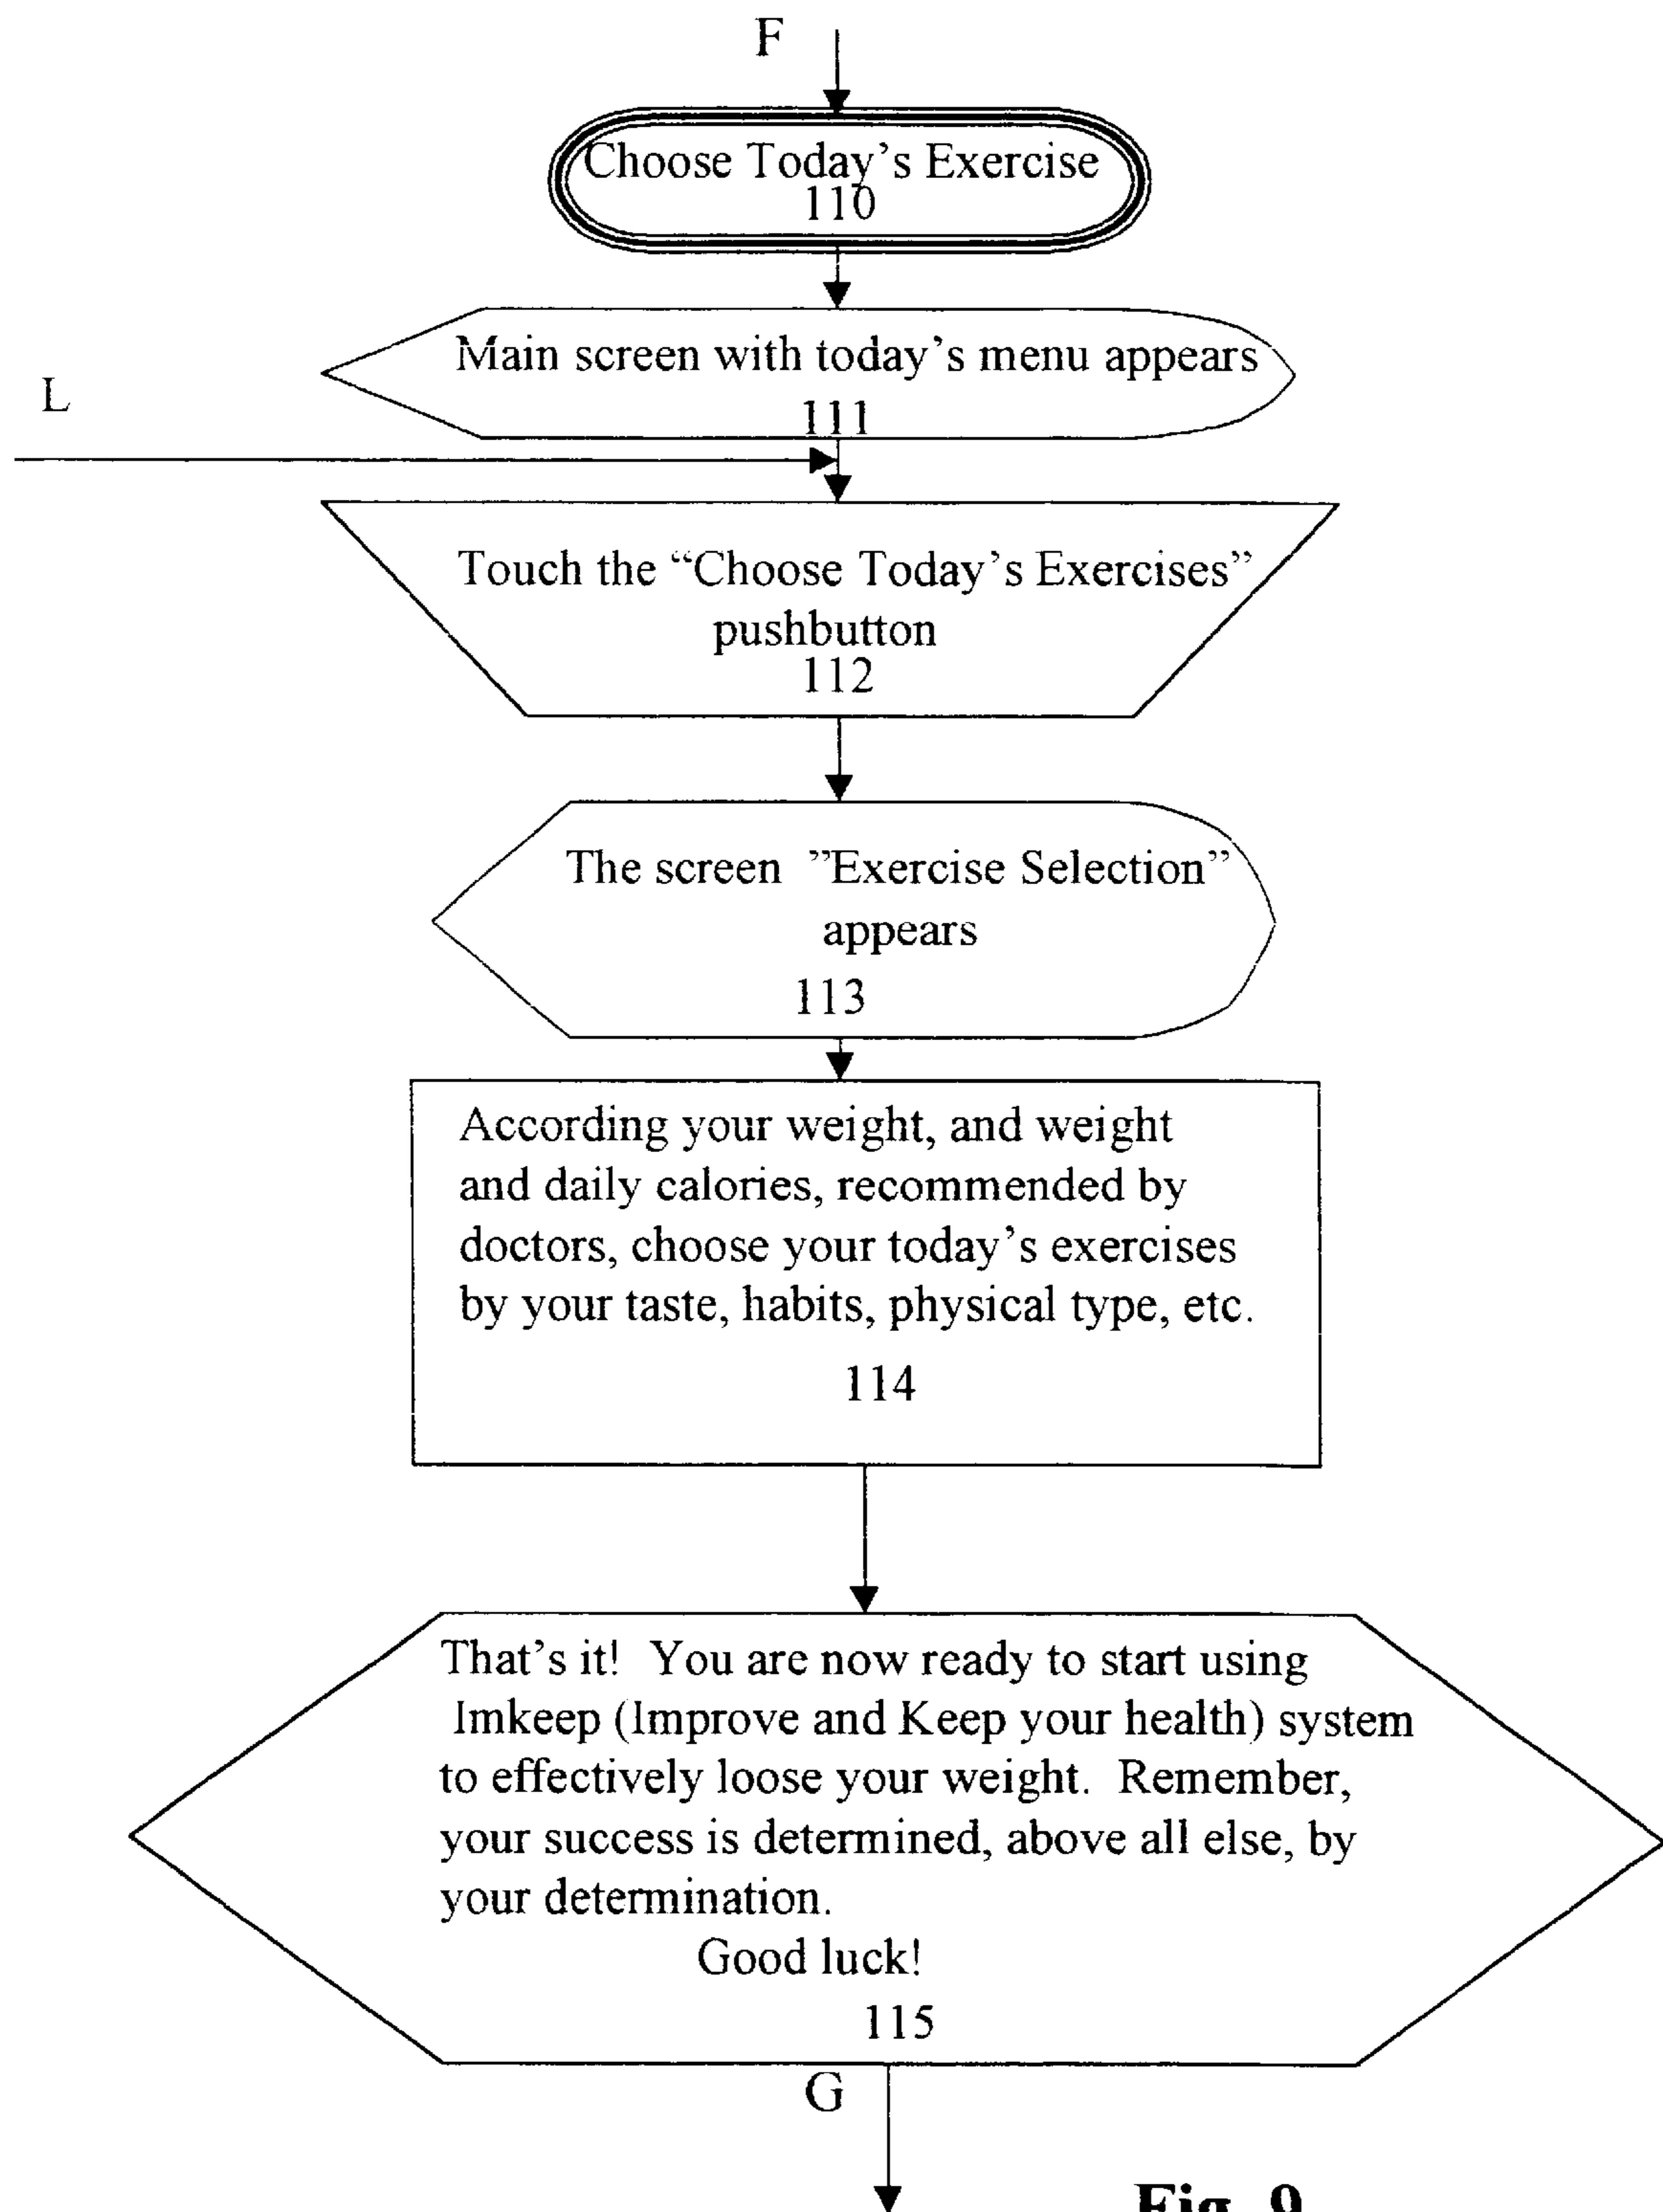 F
Choose Today's Exercise
110
Main screen with today's menu appears
111
L
Touch the “Choose Today's Exercises”
pushbutton
112
The screen ”Exercise Selection”
appears
113
According your weight, and weight
and daily calories, recommended by
doctors, choose your today's exercises
by your taste, habits, physical type, etc.
114
That's it! You are now ready to start using
Imkeep (Improve and Keep your health) system
to effectively loose your weight. Remember,
your success is determined, above all else, by
your determination.
Good luck!
115
G
Fig. 9